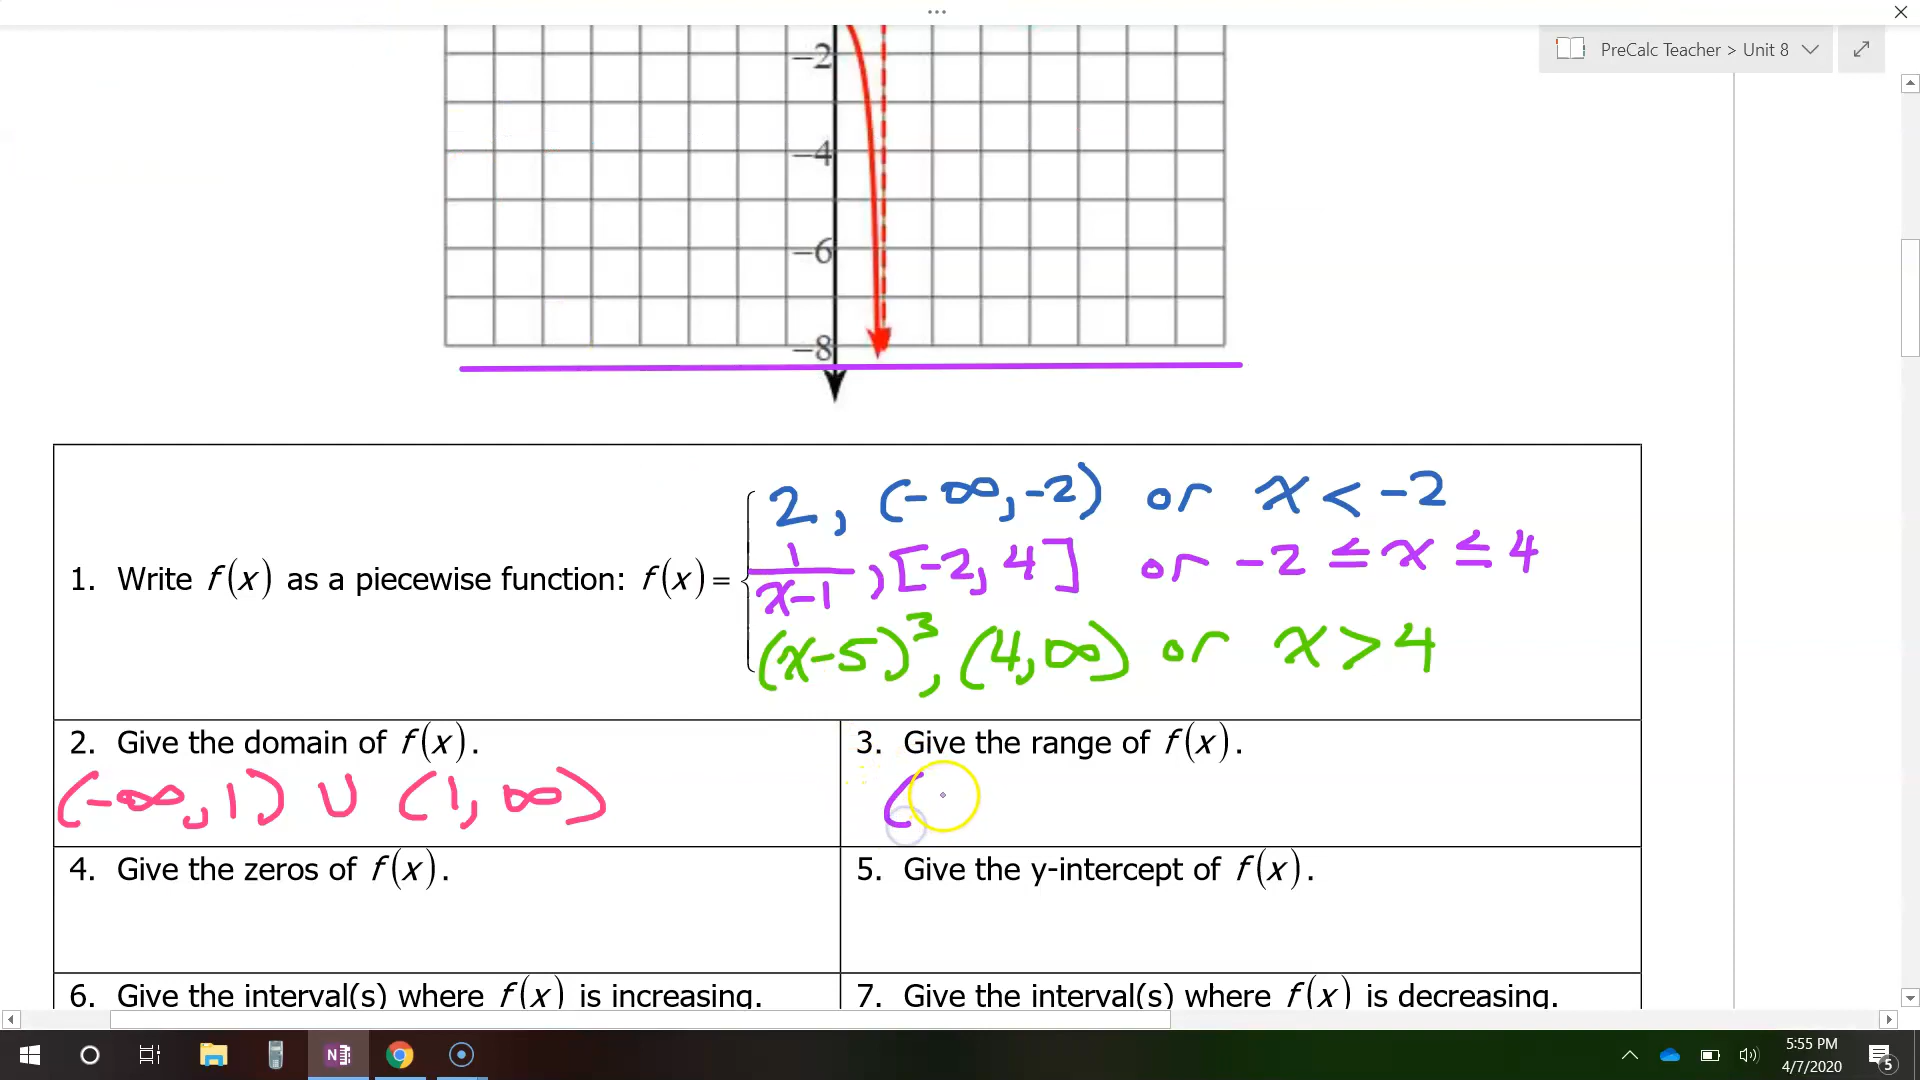 ...
PreCalc Teacher > Unit 8
−2
−4
−6
−8
2, (-∞, -2) or x < -2
1. Write f(x) as a piecewise function: f(x) = 1/(x-1), [-2, 4] or -2 ≤ x ≤ 4
(x-5)³, (4, ∞) or x > 4
2. Give the domain of f(x).
(-∞, 1) ∪ (1, ∞)
3. Give the range of f(x).
(
4. Give the zeros of f(x).
5. Give the y-intercept of f(x).
6. Give the interval(s) where f(x) is increasing.
7. Give the interval(s) where f(x) is decreasing.
N
5:55 PM
4/7/2020
5